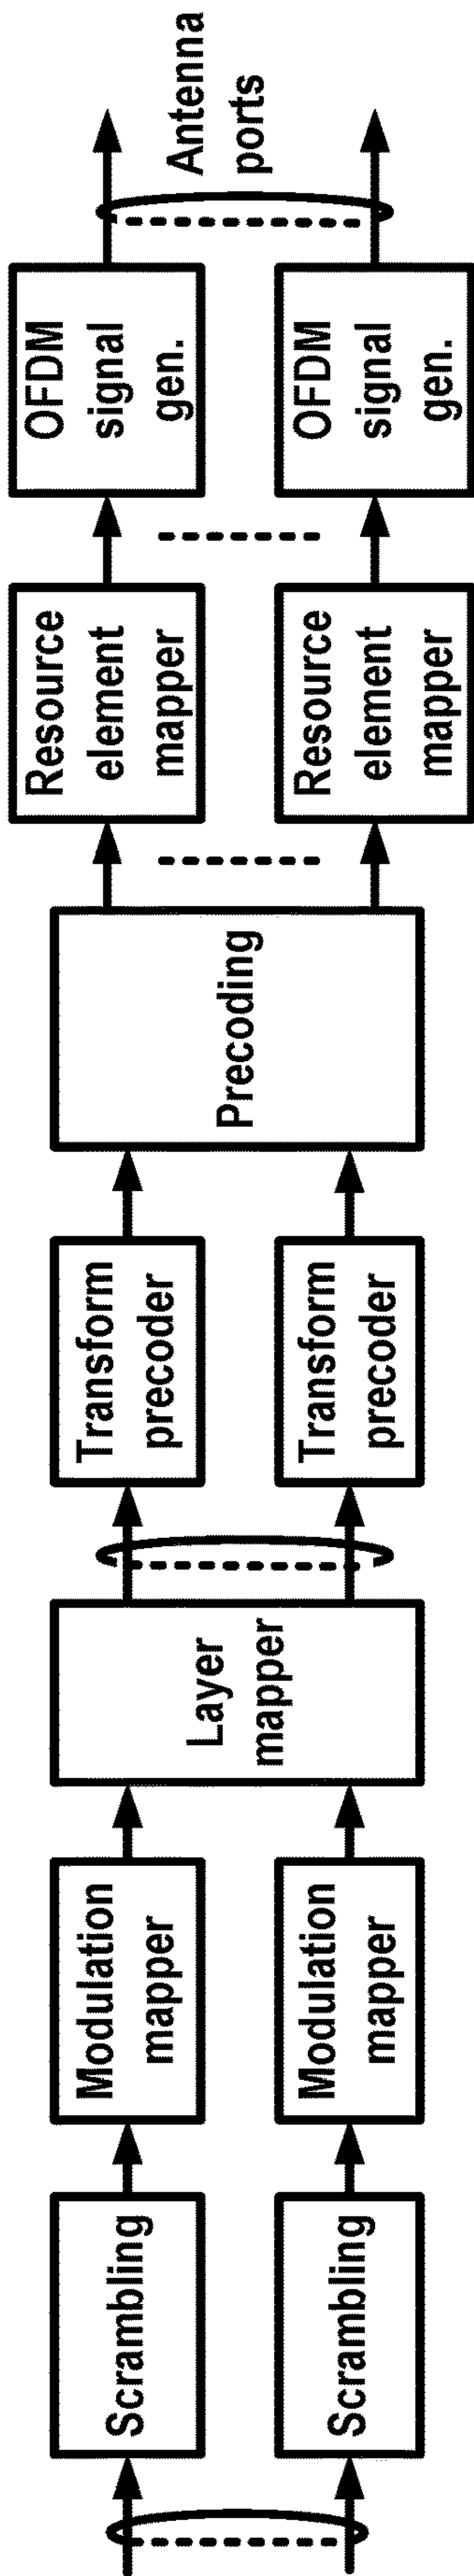 Scrambling
Scrambling
Modulation
mapper
Modulation
mapper
Layer
mapper
Transform
precoder
Transform
precoder
Precoding
Resource
element
mapper
Resource
element
mapper
OFDM
signal
gen.
OFDM
signal
gen.
Antenna
ports